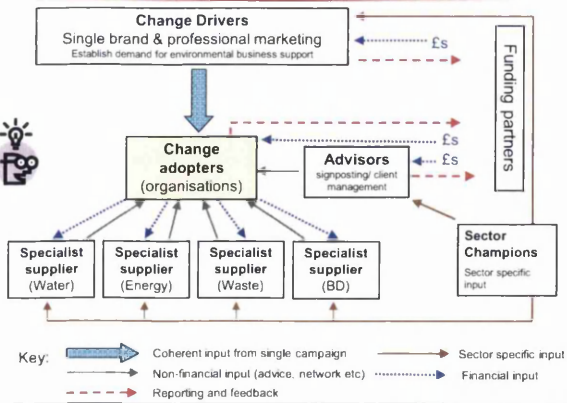 Change Drivers
Single brand & professional marketing
Establish demand for environmental business support
£s
Funding partners
Change
adopters
(organisations)
£s
Advisors
signposting/ client
management
£s
Sector
Champions
Sector specific
input
Specialist
supplier
(Water)
Specialist
supplier
(Energy)
Specialist
supplier
(Waste)
Specialist
supplier
(BD)
Key:
Coherent input from single campaign
Sector specific input
Non-financial input (advice, network etc)
Financial input
Reporting and feedback